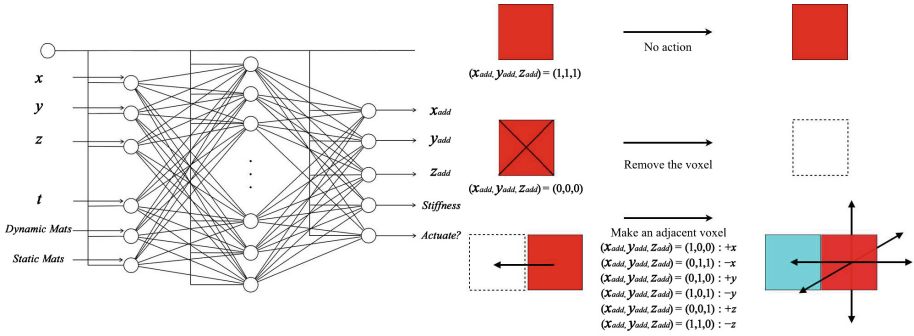 x
y
z
t
Dynamic Mats
Static Mats
xadd
yadd
zadd
Stiffness
Actuate?
(xadd, yadd, zadd) = (1,1,1)
No action
(xadd, yadd, zadd) = (0,0,0)
Remove the voxel
Make an adjacent voxel
(xadd, yadd, zadd) = (1,0,0) : +x
(xadd, yadd, zadd) = (0,1,1) : −x
(xadd, yadd, zadd) = (0,1,0) : +y
(xadd, yadd, zadd) = (1,0,1) : −y
(xadd, yadd, zadd) = (0,0,1) : +z
(xadd, yadd, zadd) = (1,1,0) : −z